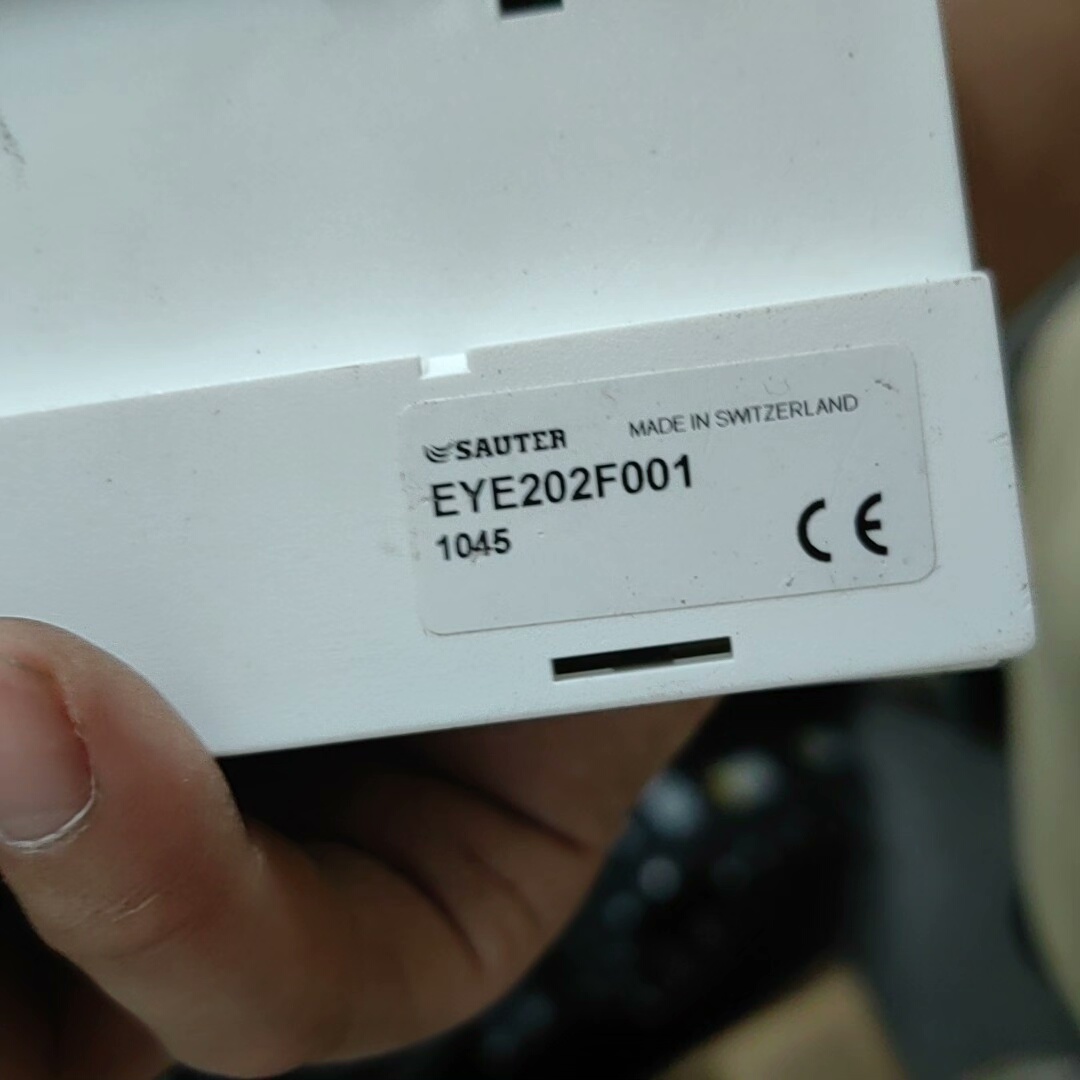 SAUTER
MADE IN SWITZERLAND
EYE202F001
1045
CE